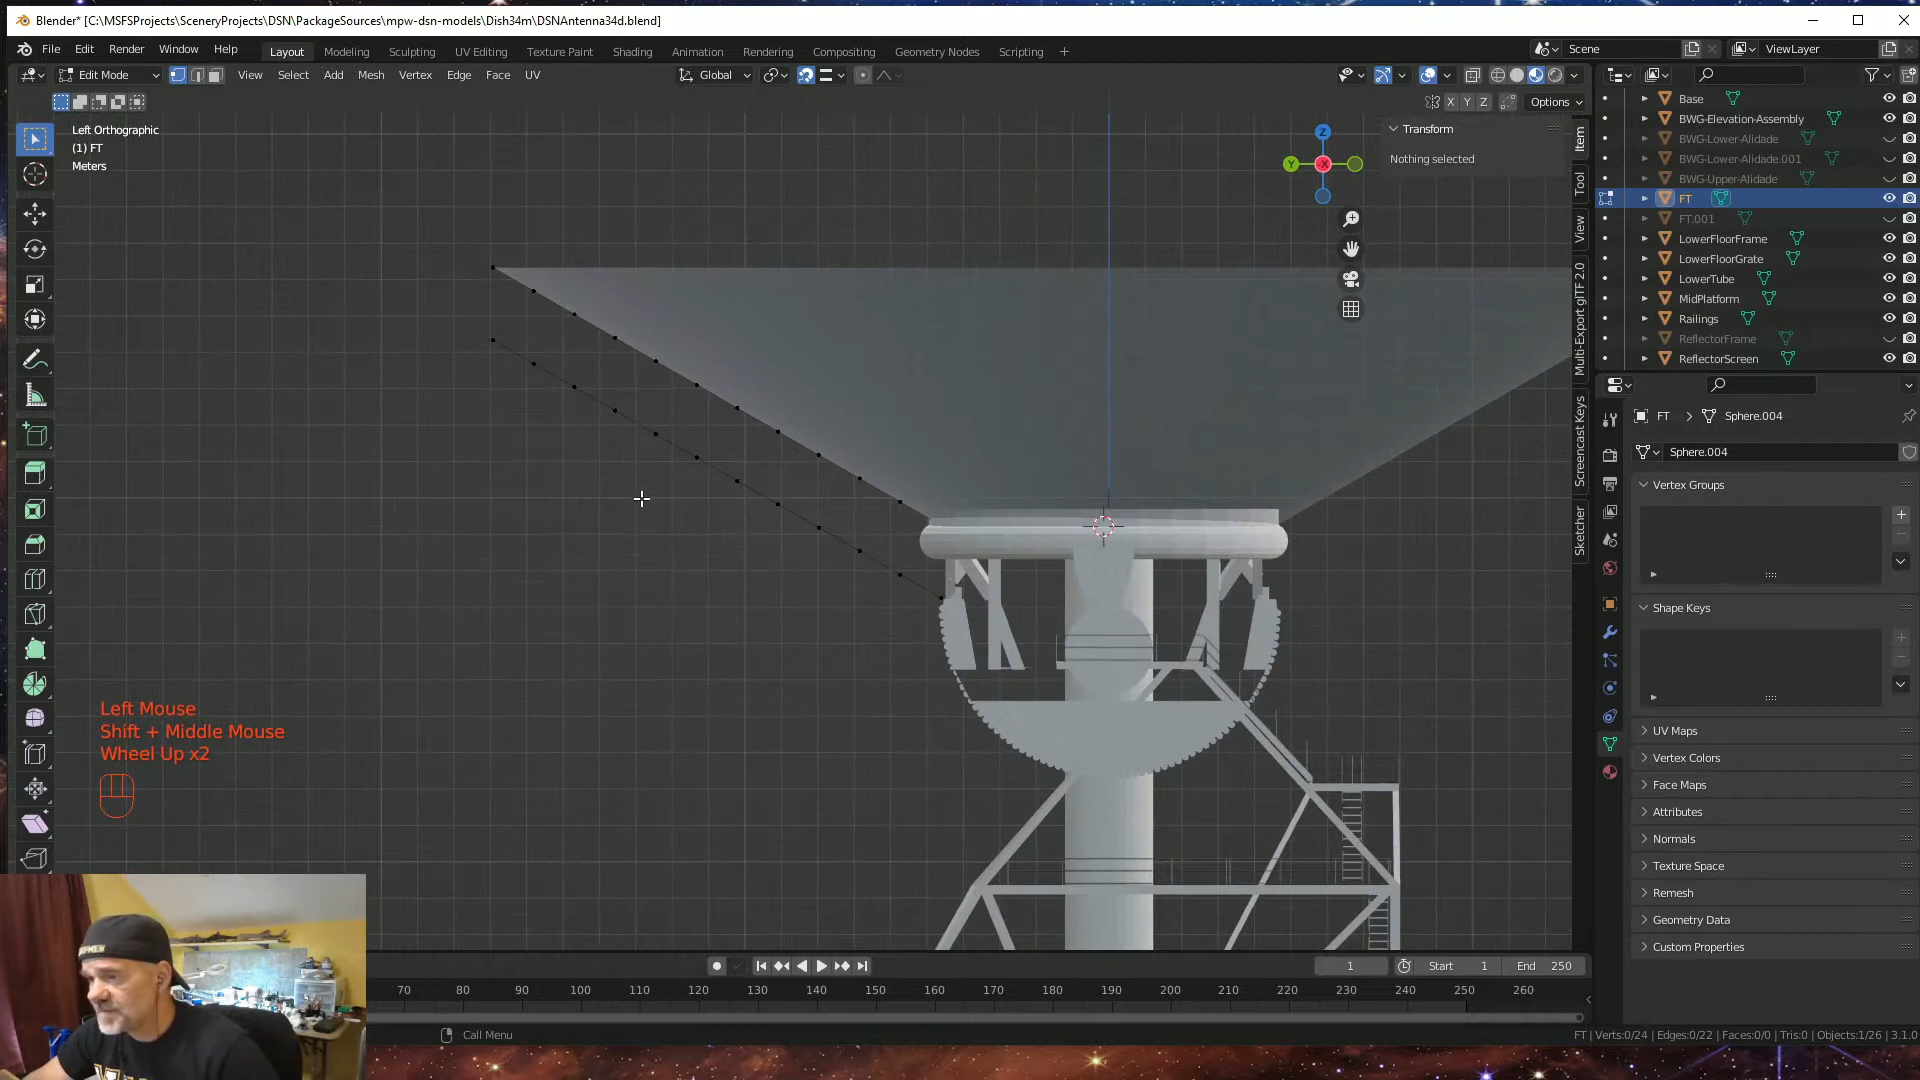 Blender* [C:\MSFSProjects\SceneryProjects\DSN\PackageSources\mpw-dsn-models\Dish34m\DSNAntenna34d.blend]
File Edit Render Window Help Layout Modeling Sculpting UV Editing Texture Paint Shading Animation Rendering Compositing Geometry Nodes Scripting + Scene ViewLayer
Edit Mode View Select Add Mesh Vertex Edge Face UV Global
X Y Z Options
Left Orthographic
(1) FT
Meters
Transform
Nothing selected
Z
Y
-X
Item
Tool
View
Multi-Export glTF 2.0
Screencast Keys
Sketcher
Base
BWG-Elevation-Assembly
BWG-Lower-Alidade
BWG-Lower-Alidade.001
BWG-Upper-Alidade
FT
FT.001
LowerFloorFrame
LowerFloorGrate
LowerTube
MidPlatform
Railings
ReflectorFrame
ReflectorScreen
FT > Sphere.004
Sphere.004
Vertex Groups
Shape Keys
UV Maps
Vertex Colors
Face Maps
Attributes
Normals
Texture Space
Remesh
Geometry Data
Custom Properties
Left Mouse
Shift + Middle Mouse
Wheel Up x2
1 Start 1 End 250
70 80 90 100 110 120 130 140 150 160 170 180 190 200 210 220 230 240 250 260
Call Menu
FT | Verts:0/24 | Edges:0/22 | Faces:0/0 | Tris:0 | Objects:1/26 | 3.1.0